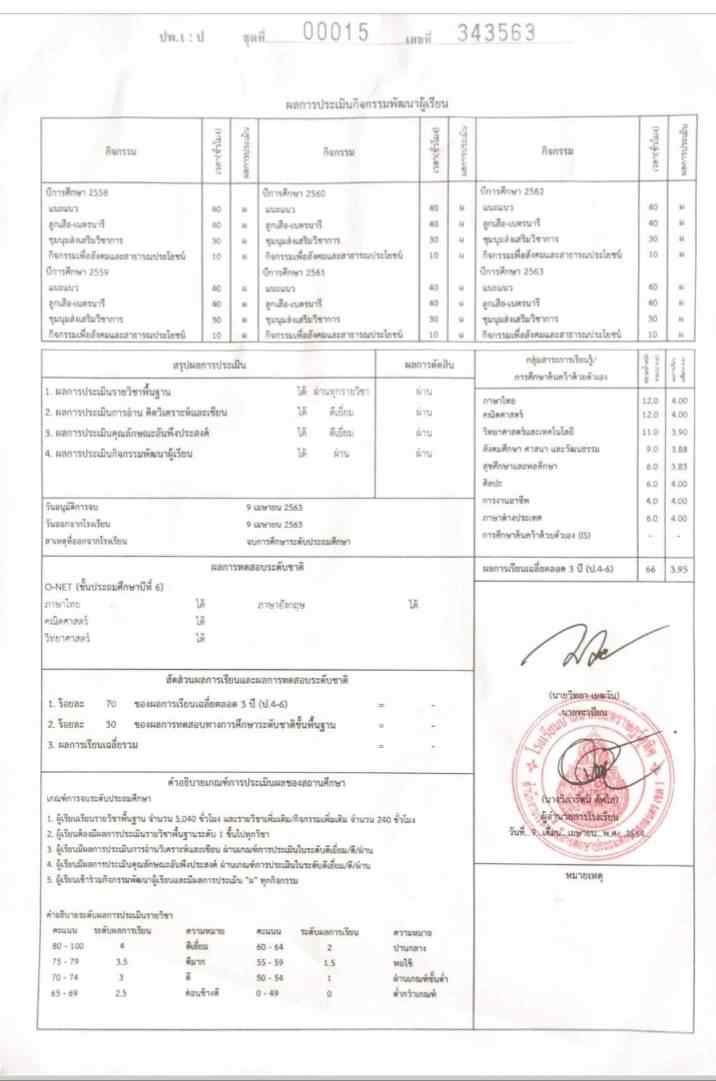 ปพ.1 : ป ชุดที่ 00015 เลขที่ 343563
ผลการประเมินกิจกรรมพัฒนาผู้เรียน
กิจกรรม เวลา(ชั่วโมง) ผลการประเมิน กิจกรรม เวลา(ชั่วโมง) ผลการประเมิน กิจกรรม เวลา(ชั่วโมง) ผลการประเมิน
ปีการศึกษา 2558 ปีการศึกษา 2560 ปีการศึกษา 2562
แนะแนว 40 ผ แนะแนว 40 ผ แนะแนว 40 ผ
ลูกเสือ-เนตรนารี 40 ผ ลูกเสือ-เนตรนารี 40 ผ ลูกเสือ-เนตรนารี 40 ผ
ชุมนุมส่งเสริมวิชาการ 30 ผ ชุมนุมส่งเสริมวิชาการ 30 ผ ชุมนุมส่งเสริมวิชาการ 30 ผ
กิจกรรมเพื่อสังคมและสาธารณประโยชน์ 10 ผ กิจกรรมเพื่อสังคมและสาธารณประโยชน์ 10 ผ กิจกรรมเพื่อสังคมและสาธารณประโยชน์ 10 ผ
ปีการศึกษา 2559 ปีการศึกษา 2561 ปีการศึกษา 2563
แนะแนว 40 ผ แนะแนว 40 ผ แนะแนว 40 ผ
ลูกเสือ-เนตรนารี 40 ผ ลูกเสือ-เนตรนารี 40 ผ ลูกเสือ-เนตรนารี 40 ผ
ชุมนุมส่งเสริมวิชาการ 30 ผ ชุมนุมส่งเสริมวิชาการ 30 ผ ชุมนุมส่งเสริมวิชาการ 30 ผ
กิจกรรมเพื่อสังคมและสาธารณประโยชน์ 10 ผ กิจกรรมเพื่อสังคมและสาธารณประโยชน์ 10 ผ กิจกรรมเพื่อสังคมและสาธารณประโยชน์ 10 ผ
สรุปผลการประเมิน ผลการตัดสิน
1. ผลการประเมินรายวิชาพื้นฐาน ได้ ผ่านทุกรายวิชา ผ่าน
2. ผลการประเมินการอ่าน คิดวิเคราะห์และเขียน ได้ ดีเยี่ยม ผ่าน
3. ผลการประเมินคุณลักษณะอันพึงประสงค์ ได้ ดีเยี่ยม ผ่าน
4. ผลการประเมินกิจกรรมพัฒนาผู้เรียน ได้ ผ่าน ผ่าน
วันอนุมัติการจบ 9 เมษายน 2563
วันออกจากโรงเรียน 9 เมษายน 2563
สาเหตุที่ออกจากโรงเรียน จบการศึกษาระดับประถมศึกษา
กลุ่มสาระการเรียนรู้/
การศึกษาค้นคว้าด้วยตัวเอง
ภาษาไทย 12.0 4.00
คณิตศาสตร์ 12.0 4.00
วิทยาศาสตร์และเทคโนโลยี 11.0 3.90
สังคมศึกษา ศาสนา และวัฒนธรรม 9.0 3.88
สุขศึกษาและพลศึกษา 6.0 3.83
ศิลปะ 6.0 4.00
การงานอาชีพ 4.0 4.00
ภาษาต่างประเทศ 6.0 4.00
การศึกษาค้นคว้าด้วยตัวเอง (IS) - -
ผลการเรียนเฉลี่ยตลอด 3 ปี (ป.4-6) 66 3.95
ผลการทดสอบระดับชาติ
O-NET (ชั้นประถมศึกษาปีที่ 6)
ภาษาไทย ได้ ภาษาอังกฤษ ได้
คณิตศาสตร์ ได้
วิทยาศาสตร์ ได้
สัดส่วนผลการเรียนและผลการทดสอบระดับชาติ
1. ร้อยละ 70 ของผลการเรียนเฉลี่ยตลอด 3 ปี (ป.4-6) = -
2. ร้อยละ 30 ของผลการทดสอบทางการศึกษาระดับชาติขั้นพื้นฐาน = -
3. ผลการเรียนเฉลี่ยรวม = -
นายทะเบียน
ผู้อำนวยการโรงเรียน
วันที่ 9 เดือน เมษายน พ.ศ.
หมายเหตุ
คำอธิบายเกณฑ์การประเมินผลของสถานศึกษา
เกณฑ์การจบระดับประถมศึกษา
1. ผู้เรียนเรียนรายวิชาพื้นฐาน จำนวน 5,040 ชั่วโมง และรายวิชาเพิ่มเติม/กิจกรรมเพิ่มเติม จำนวน 240 ชั่วโมง
2. ผู้เรียนต้องมีผลการประเมินรายวิชาพื้นฐานระดับ 1 ขึ้นไปทุกวิชา
3. ผู้เรียนมีผลการประเมินการอ่านวิเคราะห์และเขียน ผ่านเกณฑ์การประเมินในระดับดีเยี่ยม/ดี/ผ่าน
4. ผู้เรียนมีผลการประเมินคุณลักษณะอันพึงประสงค์ ผ่านเกณฑ์การประเมินในระดับดีเยี่ยม/ดี/ผ่าน
5. ผู้เรียนเข้าร่วมกิจกรรมพัฒนาผู้เรียนและมีผลการประเมิน "ผ" ทุกกิจกรรม
คำอธิบายระดับผลการประเมินรายวิชา
คะแนน ระดับผลการเรียน ความหมาย คะแนน ระดับผลการเรียน ความหมาย
80 - 100 4 ดีเยี่ยม 60 - 64 2 ปานกลาง
75 - 79 3.5 ดีมาก 55 - 59 1.5 พอใช้
70 - 74 3 ดี 50 - 54 1 ผ่านเกณฑ์ขั้นต่ำ
65 - 69 2.5 ค่อนข้างดี 0 - 49 0 ต่ำกว่าเกณฑ์